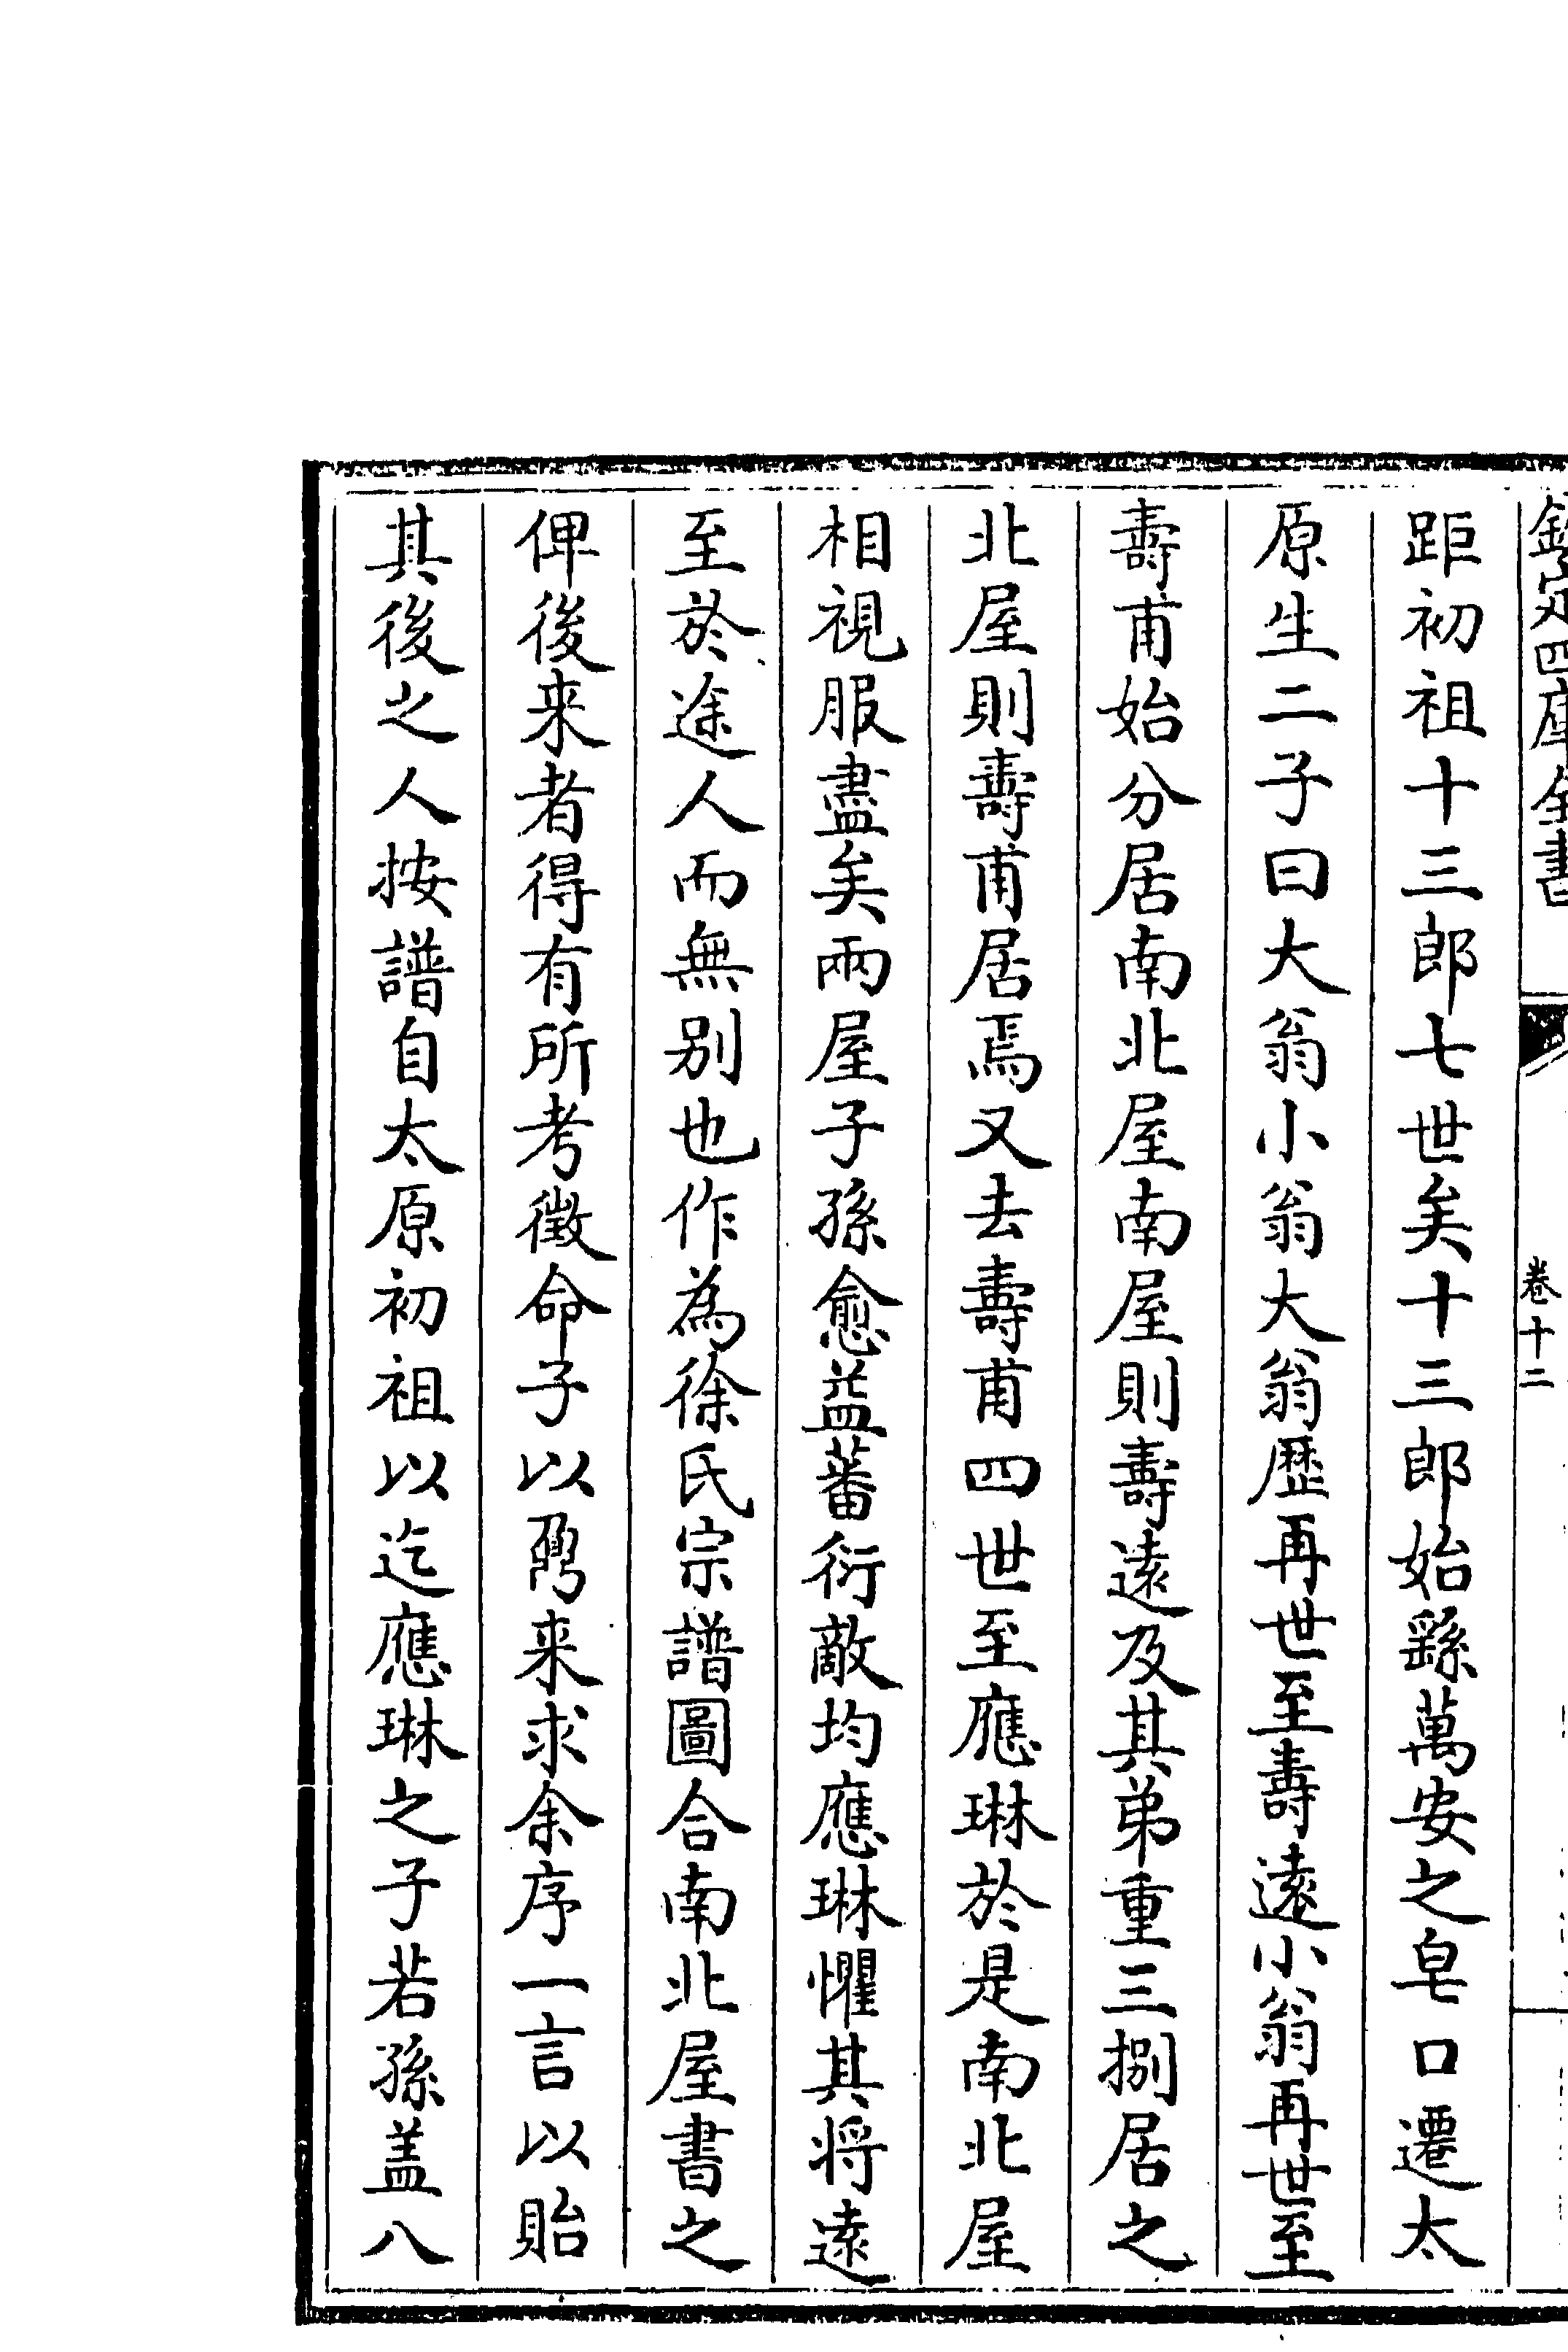 欽定四庫全書
卷十二
距初祖十三郎七世矣十三郎始繇萬安之皂口遷太
原生二子曰大翁小翁大翁歷再世至壽遠小翁再世至
壽甫始分居南北屋南屋則壽遠及其弟重三捌居之
北屋則壽甫居焉又去壽甫四世至應琳於是南北屋
相視服盡矣兩屋子孫愈益蕃衍敵均應琳懼其将遠
至於途人而無别也作為徐氏宗譜圖合南北屋書之
俾後来者得有所考徵命子以鼐来求余序一言以貽
其後之人按譜自太原初祖以迄應琳之子若孫盖八